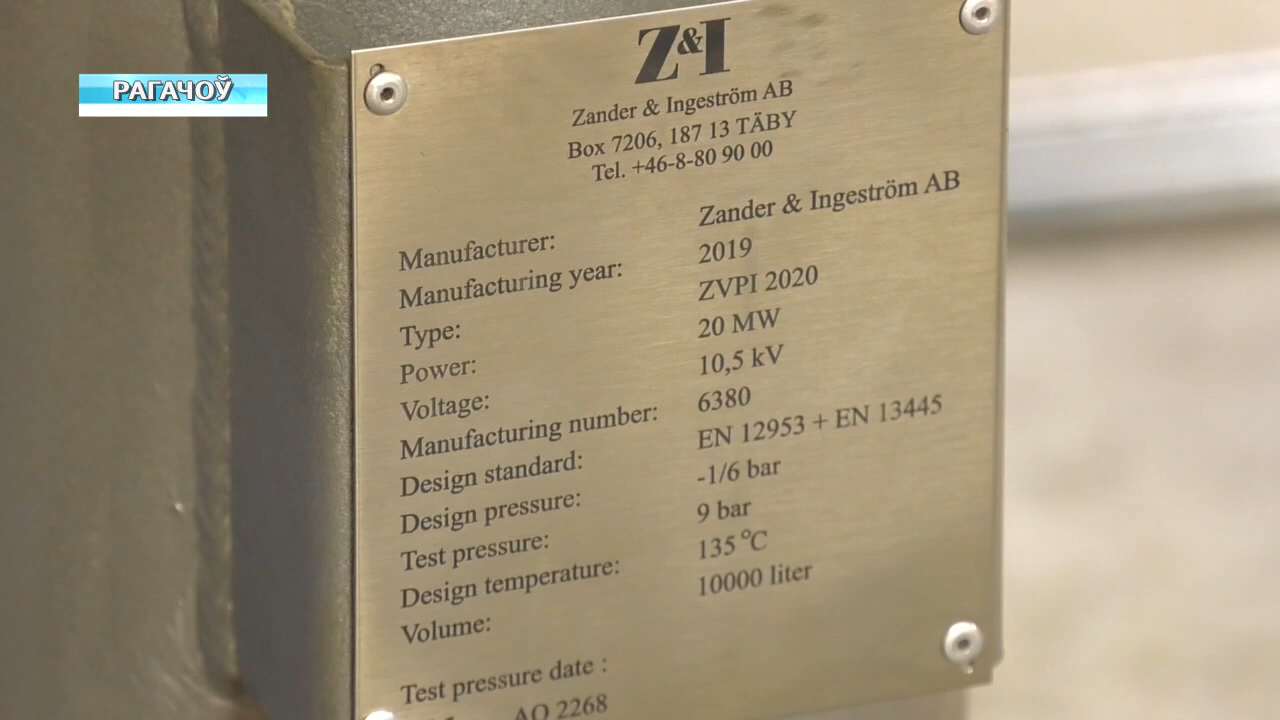 РАГАЧОЎ
Z&I
Zander & Ingeström AB
Box 7206, 187 13 TÄBY
Tel. +46-8-80 90 00
Manufacturer: Zander & Ingeström AB
Manufacturing year: 2019
Type: ZVPI 2020
Power: 20 MW
Voltage: 10,5 kV
Manufacturing number: 6380
Design standard: EN 12953 + EN 13445
Design pressure: -1/6 bar
Test pressure: 9 bar
Design temperature: 135 °C
Volume: 10000 liter
Test pressure date :
AO 2268